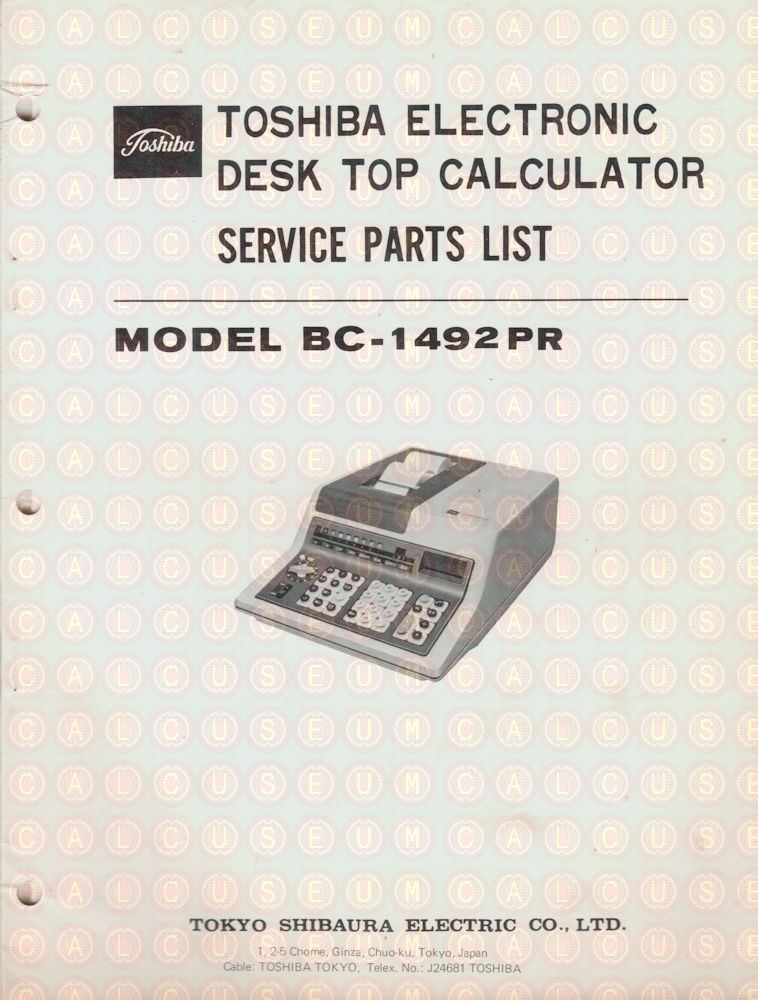 Toshiba
TOSHIBA ELECTRONIC
DESK TOP CALCULATOR
SERVICE PARTS LIST
MODEL BC-1492PR
TOKYO SHIBAURA ELECTRIC CO., LTD.
1, 2-5 Chome, Ginza, Chuo-ku, Tokyo, Japan
Cable: TOSHIBA TOKYO, Telex. No.: J24681 TOSHIBA
CALCUSEUM